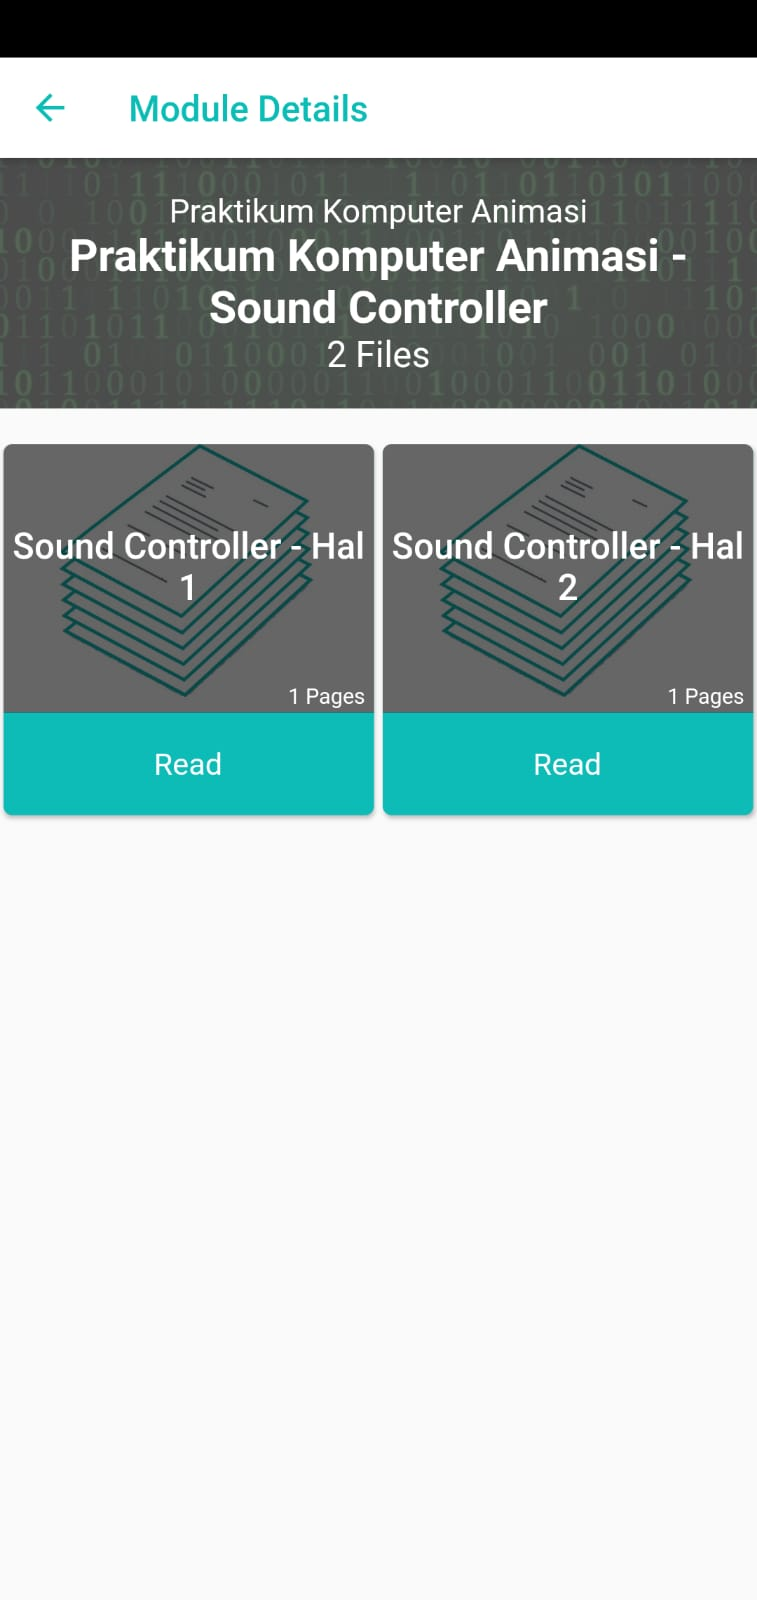 Module Details
Praktikum Komputer Animasi
Praktikum Komputer Animasi -
Sound Controller
2 Files
Sound Controller - Hal
1
1 Pages
Read
Sound Controller - Hal
2
1 Pages
Read